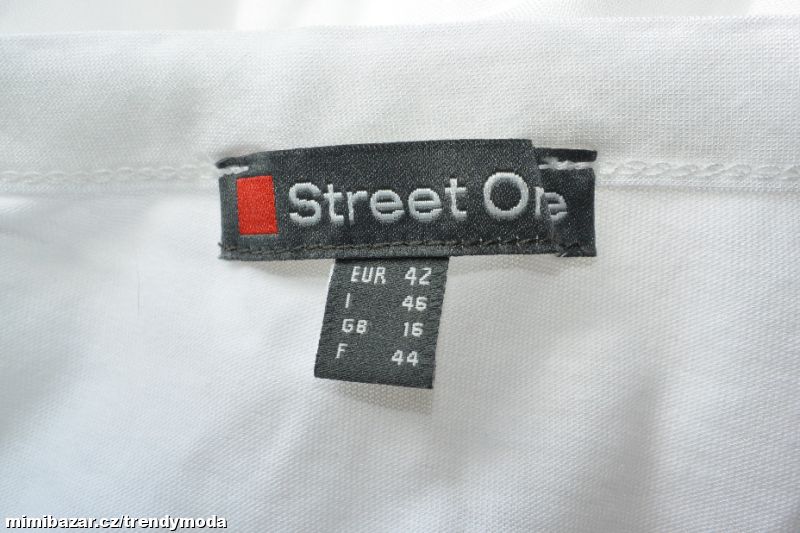 Street One
EUR 42
I 46
GB 16
F 44
mimibazar.cz/trendymoda